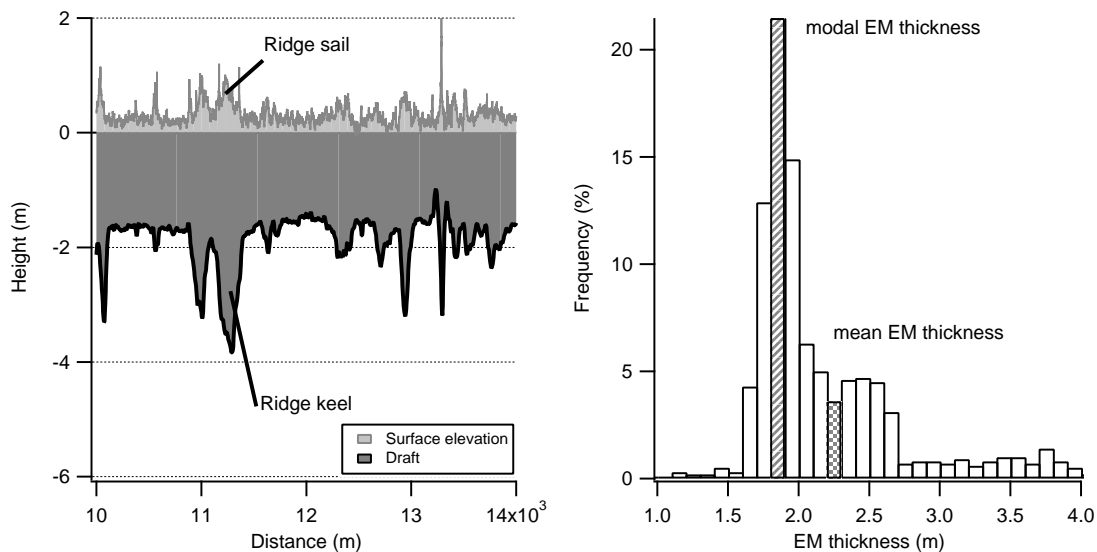 2
0
-2
-4
-6
Height (m)
10
11
12
13
14x10³
Distance (m)
Ridge sail
Ridge keel
Surface elevation
Draft
20
15
10
5
0
Frequency (%)
1.0
1.5
2.0
2.5
3.0
3.5
4.0
EM thickness (m)
modal EM thickness
mean EM thickness